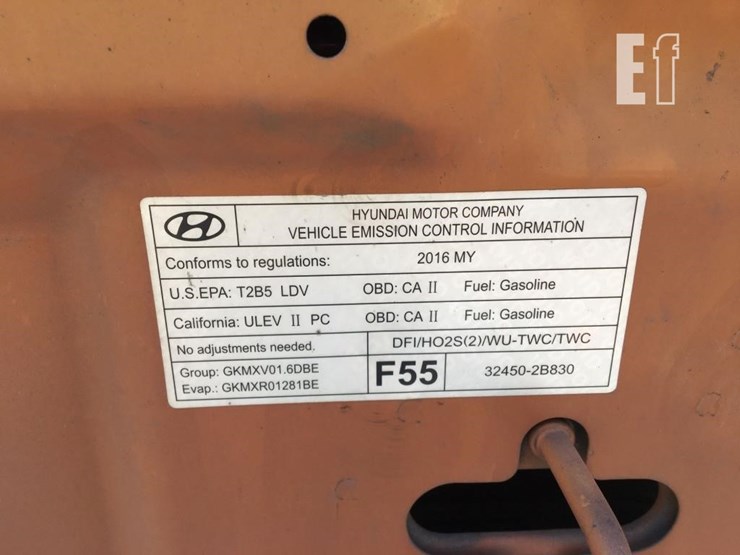 Ef
HYUNDAI MOTOR COMPANY
VEHICLE EMISSION CONTROL INFORMATION
Conforms to regulations: 2016 MY
U.S.EPA: T2B5 LDV OBD: CA II Fuel: Gasoline
California: ULEV II PC OBD: CA II Fuel: Gasoline
No adjustments needed. DFI/HO2S(2)/WU-TWC/TWC
Group: GKMXV01.6DBE
Evap.: GKMXR01281BE
F55
32450-2B830